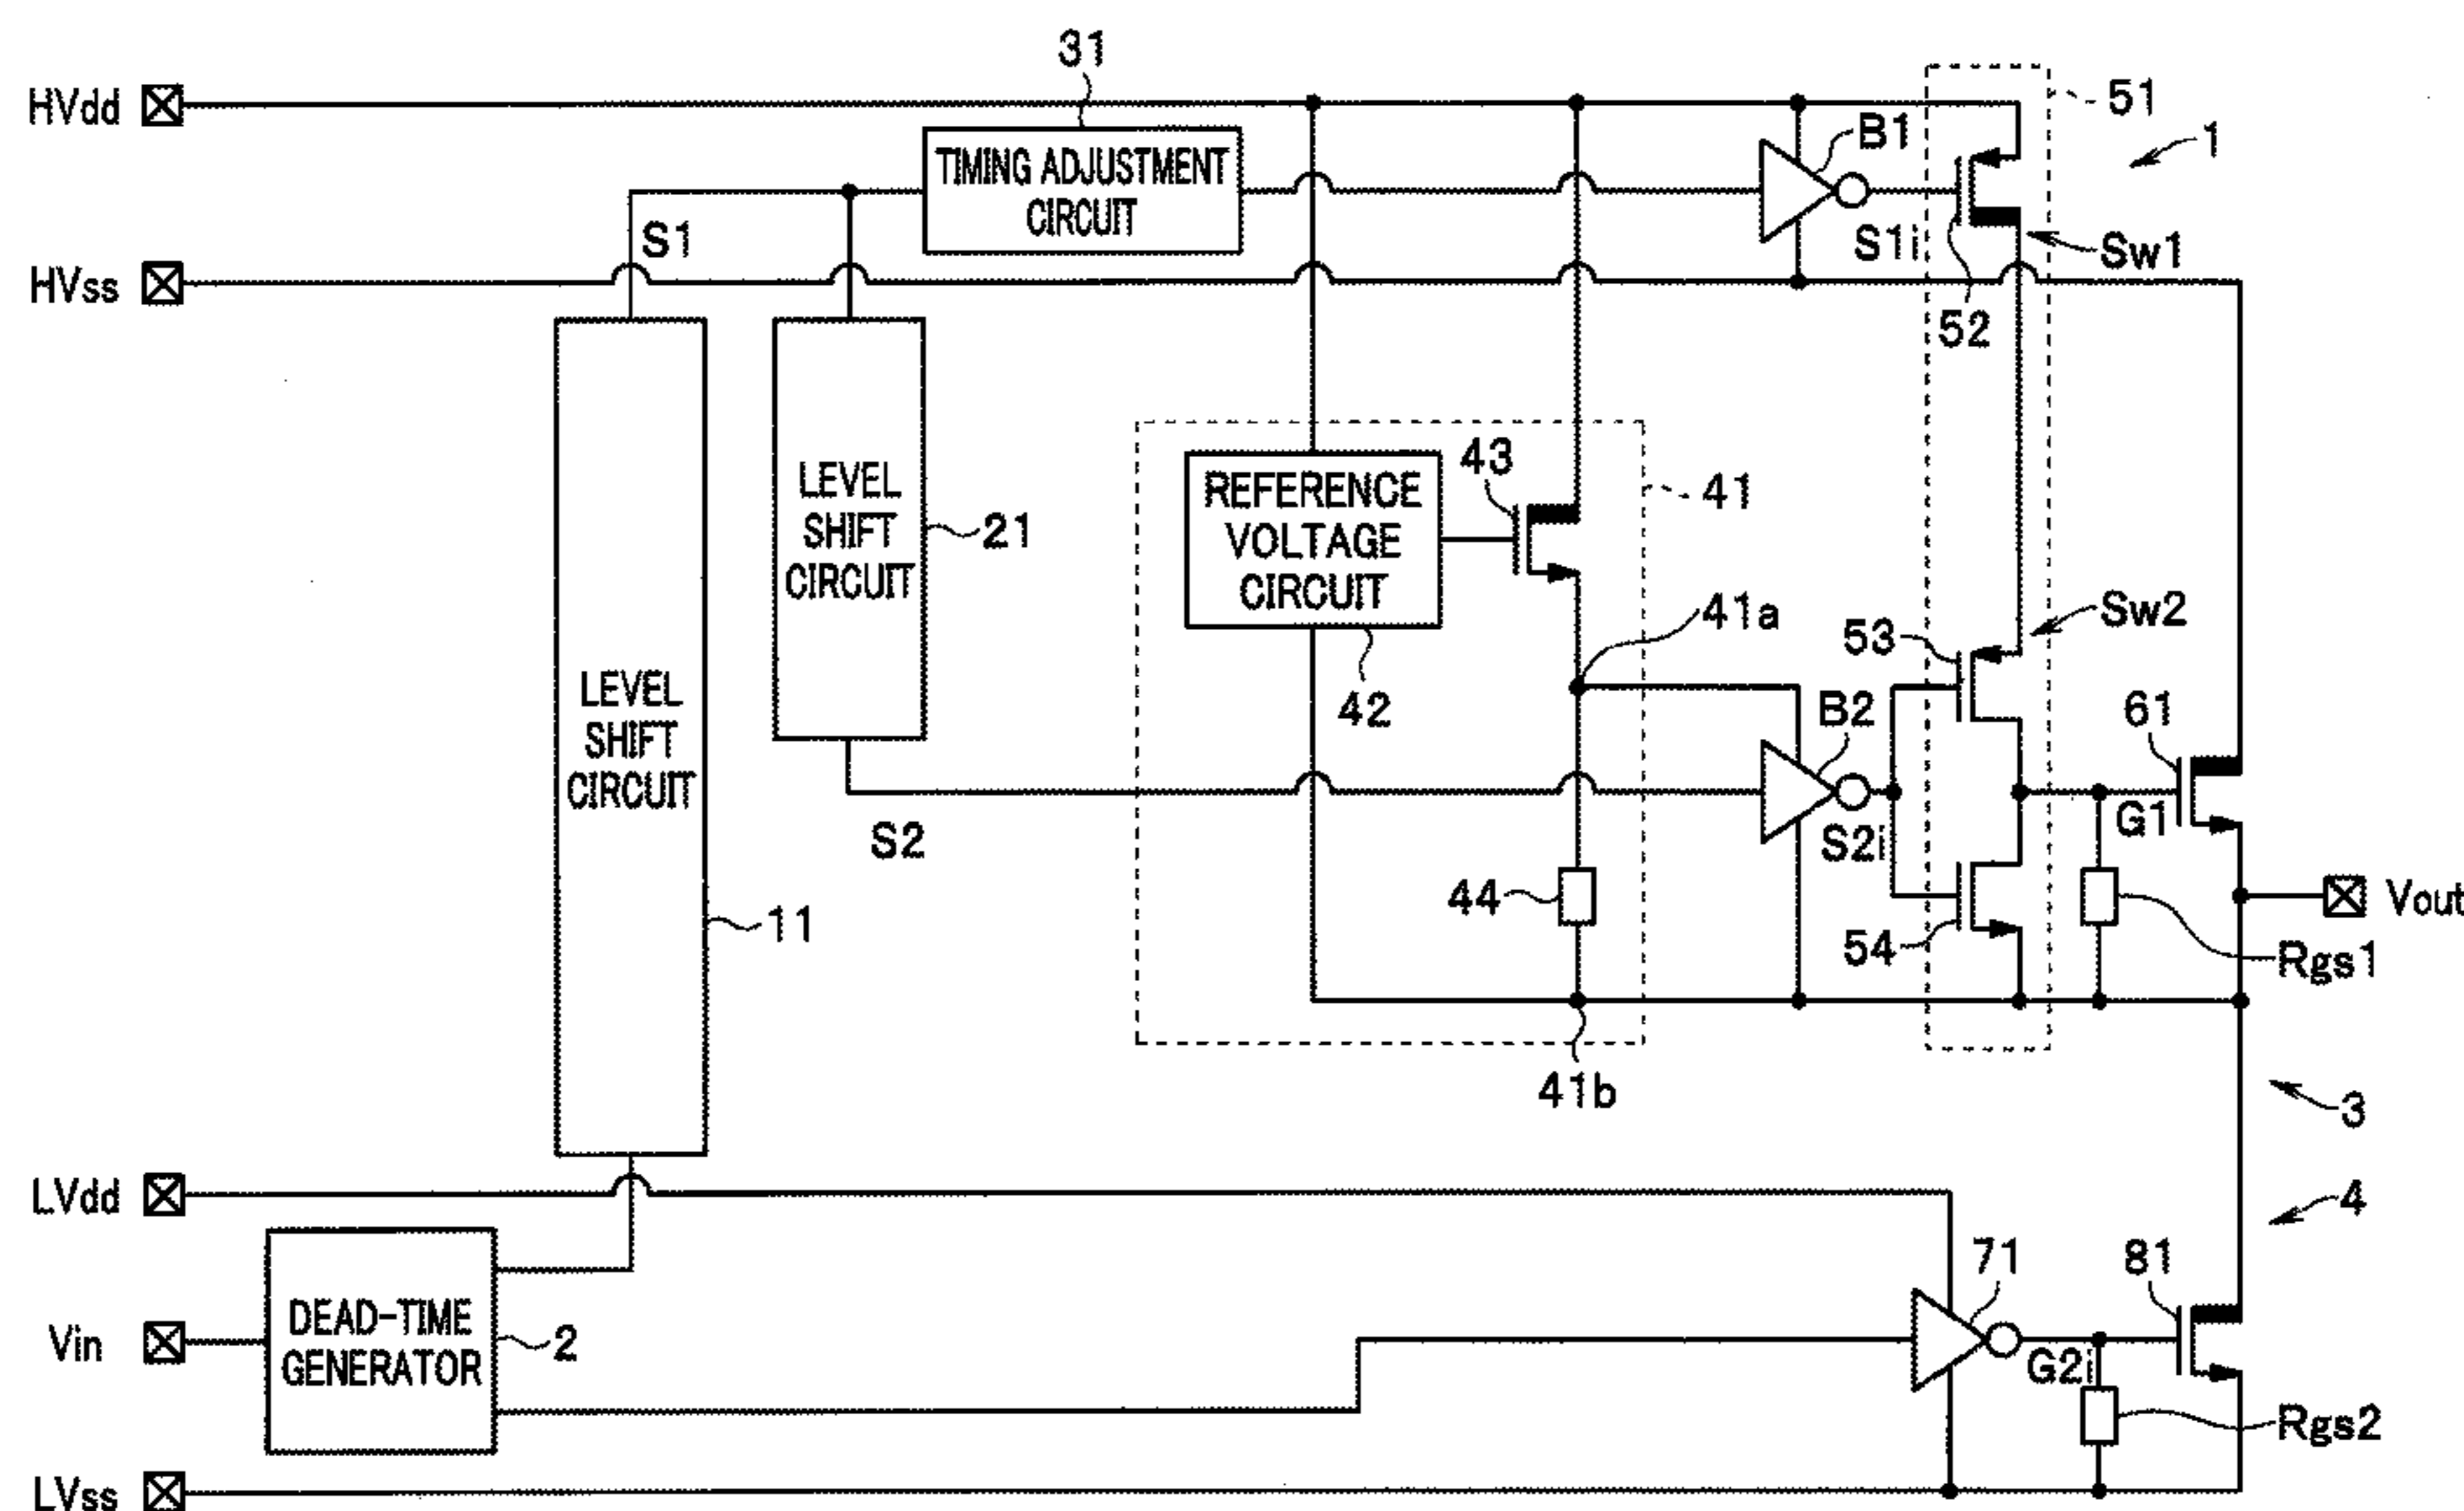 31
HVdd
51
B1
1
TIMING ADJUSTMENT
CIRCUIT
S1
S1i
Sw1
HVss
52
LEVEL
SHIFT
CIRCUIT
21
REFERENCE
VOLTAGE
CIRCUIT
43
41
41a
42
53
Sw2
LEVEL
SHIFT
CIRCUIT
11
B2
61
S2
S2i
G1
44
54
Vout
Rgs1
41b
3
LVdd
4
71
81
Vin
DEAD-TIME
GENERATOR
2
G2i
Rgs2
LVss